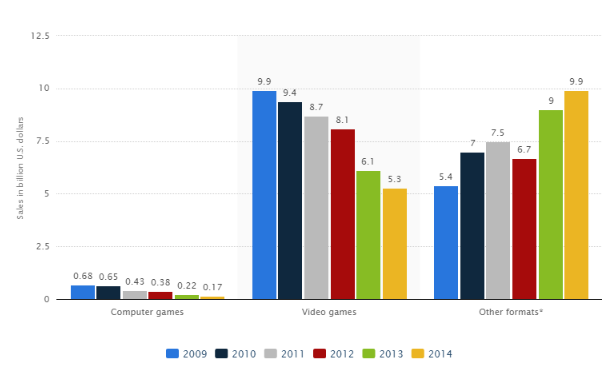 12.5
10
7.5
5
2.5
0
Sales in billion U.S. dollars
0.68 0.65 0.43 0.38 0.22 0.17
9.9 9.4 8.7 8.1 6.1 5.3
5.4 7 7.5 6.7 9 9.9
Computer games Video games Other formats*
2009 2010 2011 2012 2013 2014